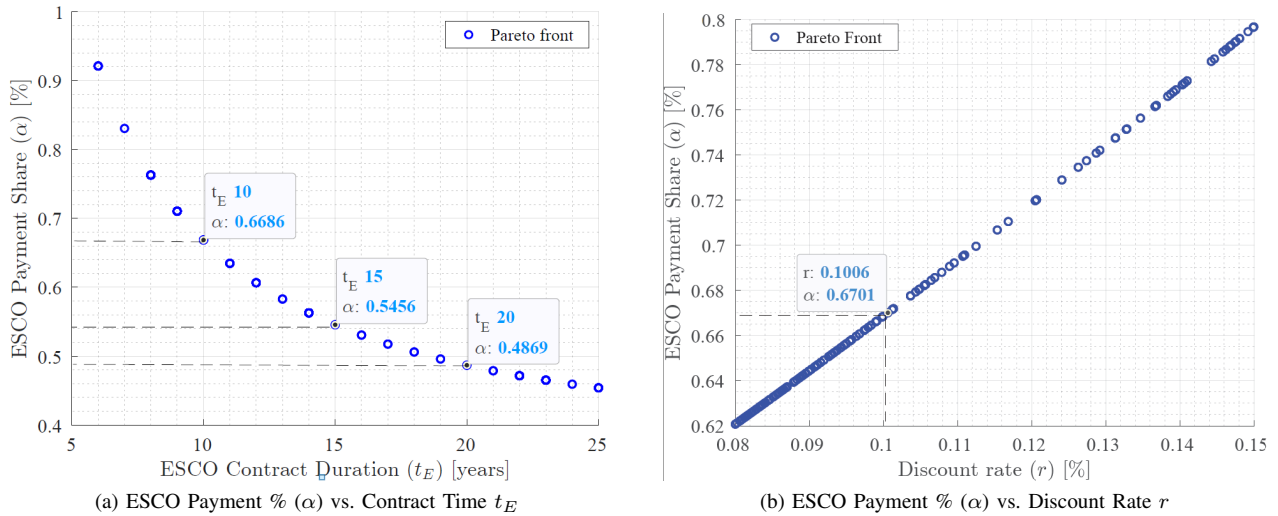 1
0.9
0.8
0.7
0.6
0.5
0.4
ESCO Payment Share (α) [%]
Pareto front
t_E 10
α: 0.6686
t_E 15
α: 0.5456
t_E 20
α: 0.4869
5
10
15
20
25
ESCO Contract Duration (t_E) [years]
(a) ESCO Payment % (α) vs. Contract Time t_E
0.8
0.78
0.76
0.74
0.72
0.7
0.68
0.66
0.64
0.62
ESCO Payment Share (α) [%]
Pareto Front
r: 0.1006
α: 0.6701
0.08
0.09
0.1
0.11
0.12
0.13
0.14
0.15
Discount rate (r) [%]
(b) ESCO Payment % (α) vs. Discount Rate r